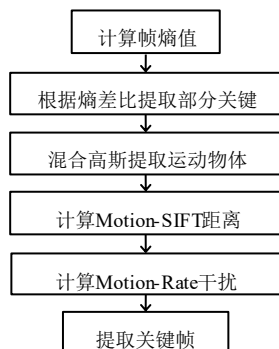 计算帧熵值
根据熵差比提取部分关键
混合高斯提取运动物体
计算Motion-SIFT距离
计算Motion-Rate干扰
提取关键帧